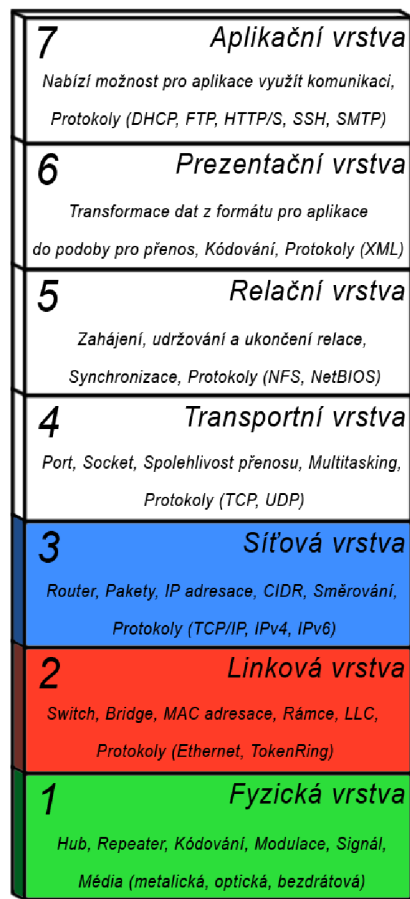 7 Aplikační vrstva
Nabízí možnost pro aplikace využít komunikaci,
Protokoly (DHCP, FTP, HTTP/S, SSH, SMTP)
6 Prezentační vrstva
Transformace dat z formátu pro aplikace
do podoby pro přenos, Kódování, Protokoly (XML)
5 Relační vrstva
Zahájení, udržování a ukončení relace,
Synchronizace, Protokoly (NFS, NetBIOS)
4 Transportní vrstva
Port, Socket, Spolehlivost přenosu, Multitasking,
Protokoly (TCP, UDP)
3 Síťová vrstva
Router, Pakety, IP adresace, CIDR, Směrování,
Protokoly (TCP/IP, IPv4, IPv6)
2 Linková vrstva
Switch, Bridge, MAC adresace, Rámce, LLC,
Protokoly (Ethernet, TokenRing)
1 Fyzická vrstva
Hub, Repeater, Kódování, Modulace, Signál,
Média (metalická, optická, bezdrátová)